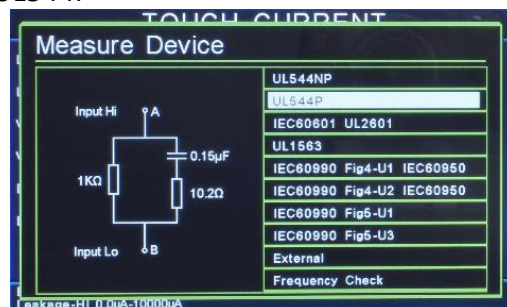 TOUCH CURRENT
Measure Device
UL544NP
UL544P
IEC60601 UL2601
UL1563
IEC60990 Fig4-U1 IEC60950
IEC60990 Fig4-U2 IEC60950
IEC60990 Fig5-U1
IEC60990 Fig5-U3
External
Frequency Check
Input Hi
A
0.15μF
1KΩ
10.2Ω
Input Lo
B
Leakage-HI 0.0uA-10000uA